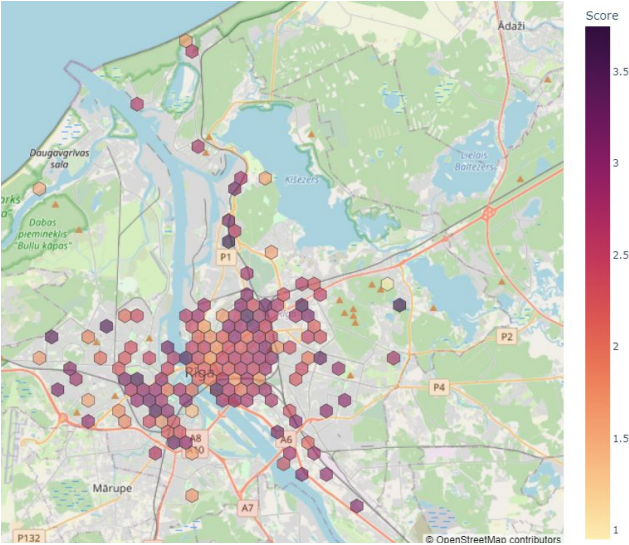 Score
Ādaži
3.5
Daugavgrīvas
sala
Lielais
Baltezers
3
Ķīšezers
Dabas
piemineklis
"Buļļu kāpas"
P1
2.5
P2
2
Rīga
P4
A8
A10
A6
1.5
Mārupe
A7
P132
1
© OpenStreetMap contributors